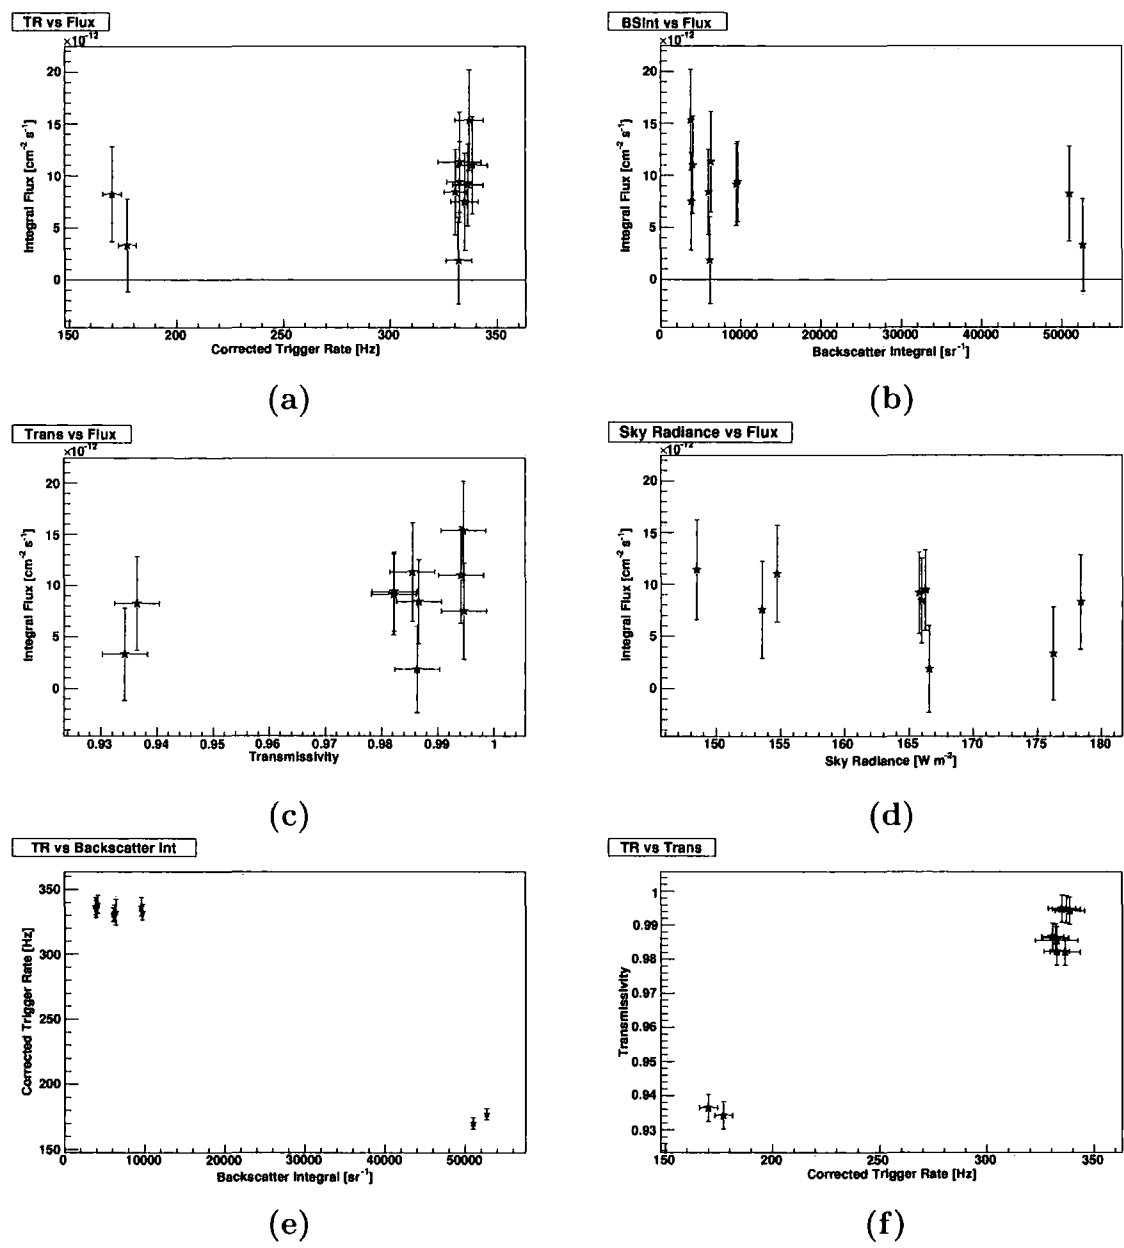 TR vs Flux
×10⁻¹²
Integral Flux [cm⁻² s⁻¹]
20
15
10
5
0
150 200 250 300 350
Corrected Trigger Rate [Hz]
(a)
BSInt vs Flux
×10⁻¹²
Integral Flux [cm⁻² s⁻¹]
20
15
10
5
0
0 10000 20000 30000 40000 50000
Backscatter Integral [sr⁻¹]
(b)
Trans vs Flux
×10⁻¹²
Integral Flux [cm⁻² s⁻¹]
20
15
10
5
0
0.93 0.94 0.95 0.96 0.97 0.98 0.99 1
Transmissivity
(c)
Sky Radiance vs Flux
×10⁻¹²
Integral Flux [cm⁻² s⁻¹]
20
15
10
5
0
150 155 160 165 170 175 180
Sky Radiance [W m⁻²]
(d)
TR vs Backscatter Int
Corrected Trigger Rate [Hz]
350
300
250
200
150
0 10000 20000 30000 40000 50000
Backscatter Integral [sr⁻¹]
(e)
TR vs Trans
Transmissivity
1
0.99
0.98
0.97
0.96
0.95
0.94
0.93
150 200 250 300 350
Corrected Trigger Rate [Hz]
(f)